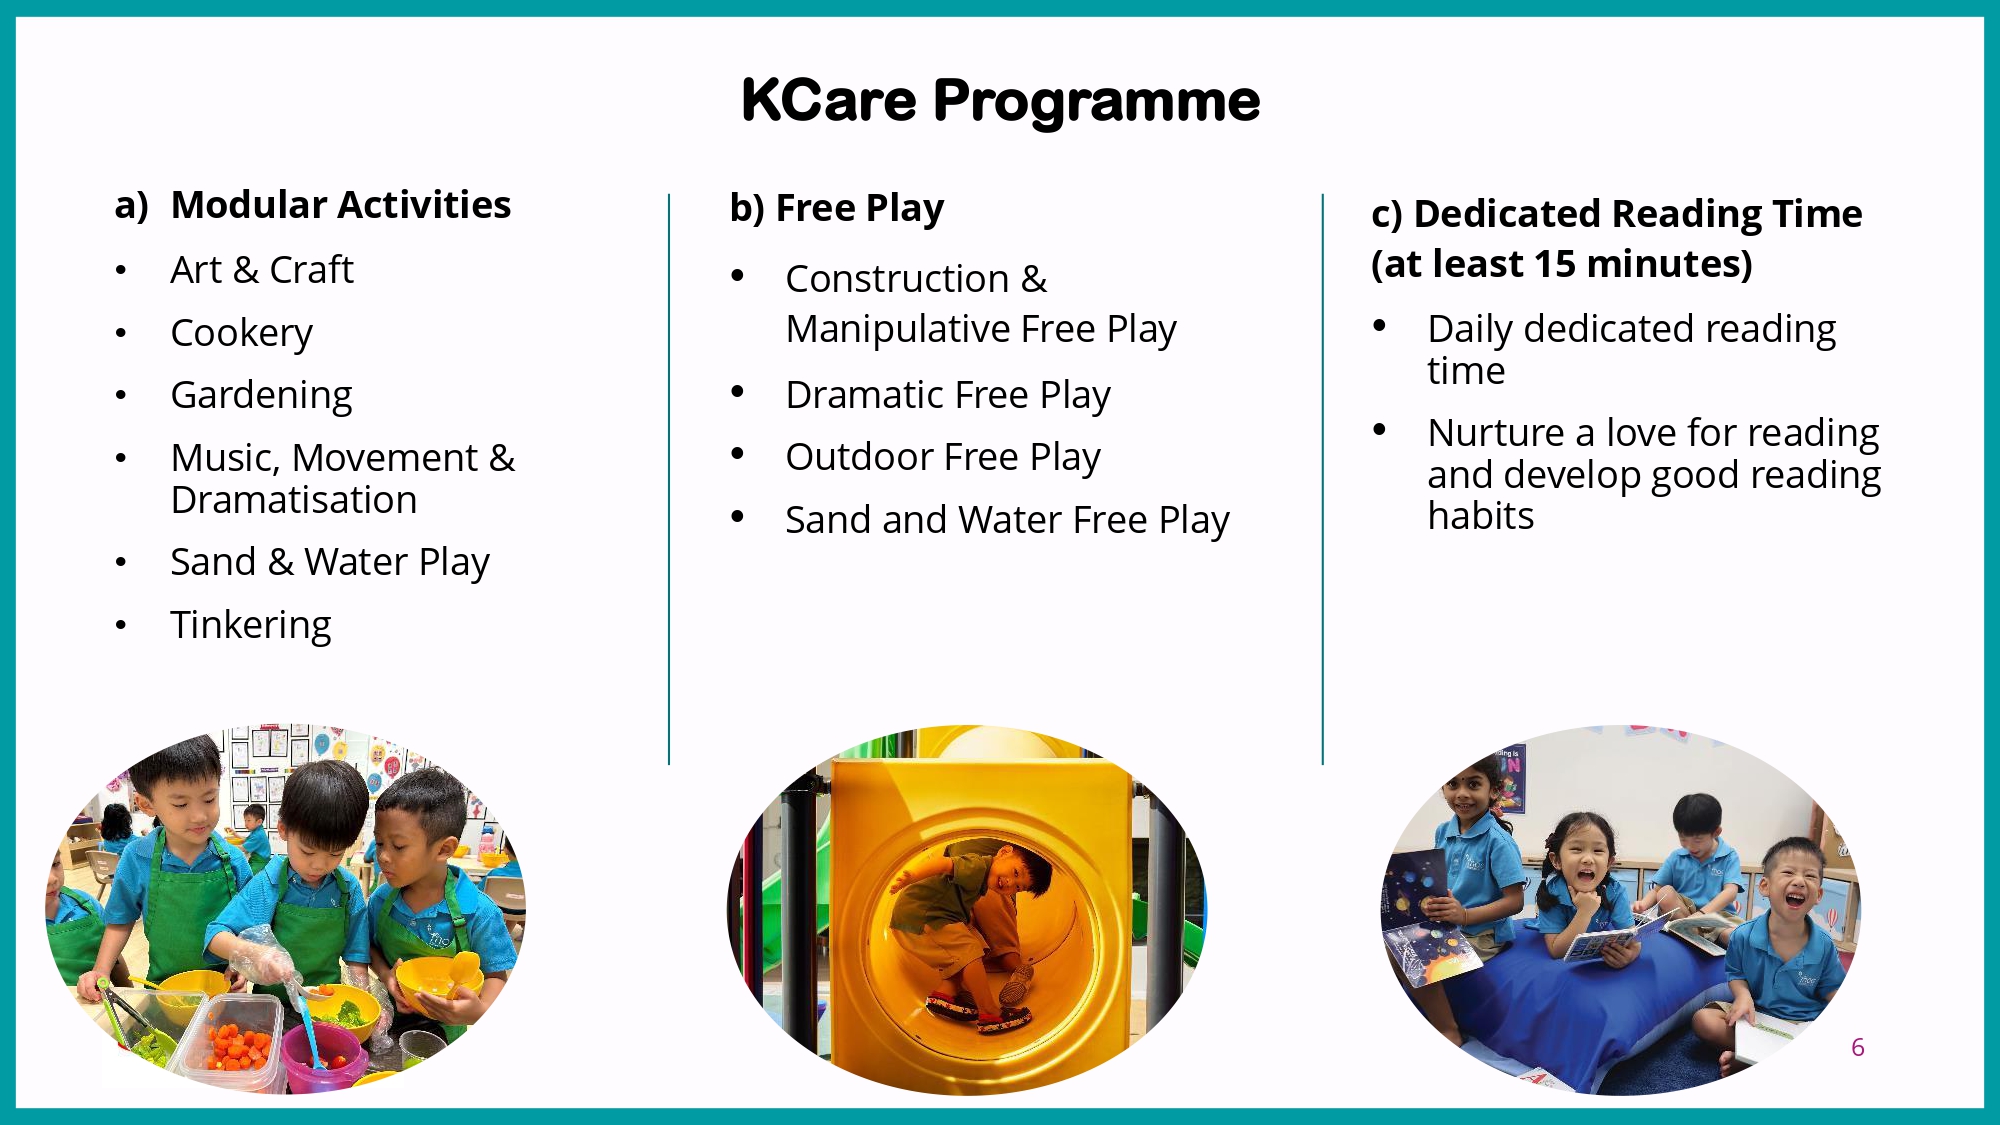 KCare Programme
a) Modular Activities
• Art & Craft
• Cookery
• Gardening
• Music, Movement &
Dramatisation
• Sand & Water Play
• Tinkering
b) Free Play
• Construction &
Manipulative Free Play
• Dramatic Free Play
• Outdoor Free Play
• Sand and Water Free Play
c) Dedicated Reading Time
(at least 15 minutes)
• Daily dedicated reading
time
• Nurture a love for reading
and develop good reading
habits
6